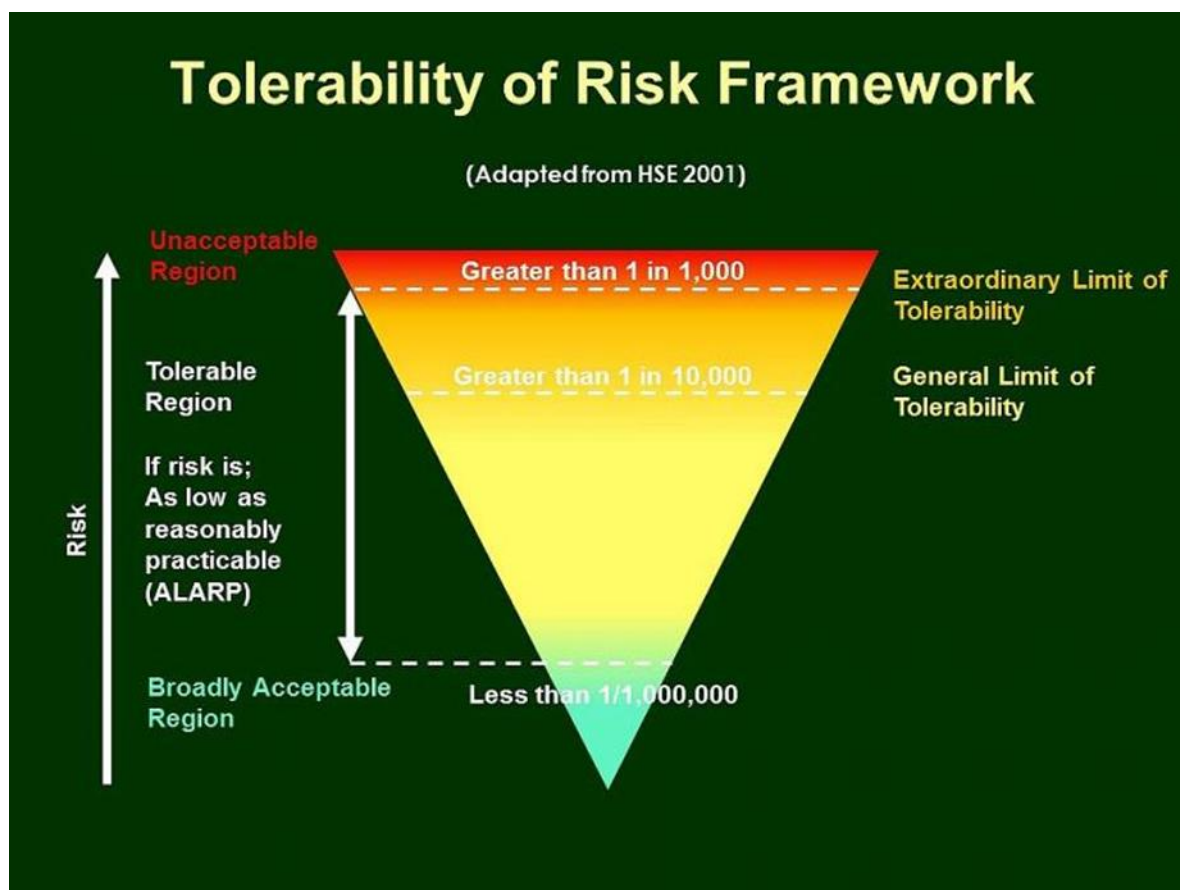 Tolerability of Risk Framework
(Adapted from HSE 2001)
Unacceptable
Region
Greater than 1 in 1,000
Extraordinary Limit of
Tolerability
Tolerable
Region
Greater than 1 in 10,000
General Limit of
Tolerability
If risk is;
As low as
reasonably
practicable
(ALARP)
Risk
Broadly Acceptable
Region
Less than 1/1,000,000